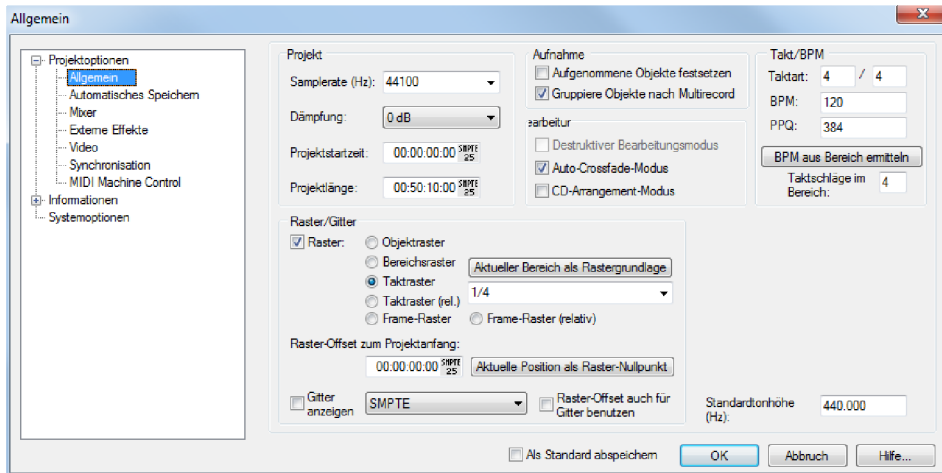 Allgemein
Projektoptionen
Allgemein
Automatisches Speichern
Mixer
Externe Effekte
Video
Synchronisation
MIDI Machine Control
Informationen
Systemoptionen
Projekt
Samplerate (Hz): 44100
Dämpfung: 0 dB
Projektstartzeit: 00:00:00:00 SMPTE 25
Projektlänge: 00:50:10:00 SMPTE 25
Aufnahme
Aufgenommene Objekte festsetzen
Gruppiere Objekte nach Multirecord
earbeitur
Destruktiver Bearbeitungsmodus
Auto-Crossfade-Modus
CD-Arrangement-Modus
Takt/BPM
Taktart: 4 / 4
BPM: 120
PPQ: 384
BPM aus Bereich ermitteln
Taktschläge im Bereich: 4
Raster/Gitter
Raster: Objektraster
Bereichsraster
Aktueller Bereich als Rastergrundlage
Taktraster
1/4
Taktraster (rel.)
Frame-Raster Frame-Raster (relativ)
Raster-Offset zum Projektanfang:
00:00:00:00 SMPTE 25 Aktuelle Position als Raster-Nullpunkt
Gitter anzeigen SMPTE
Raster-Offset auch für Gitter benutzen
Standardtonhöhe (Hz): 440.000
Als Standard abspeichern OK Abbruch Hilfe...